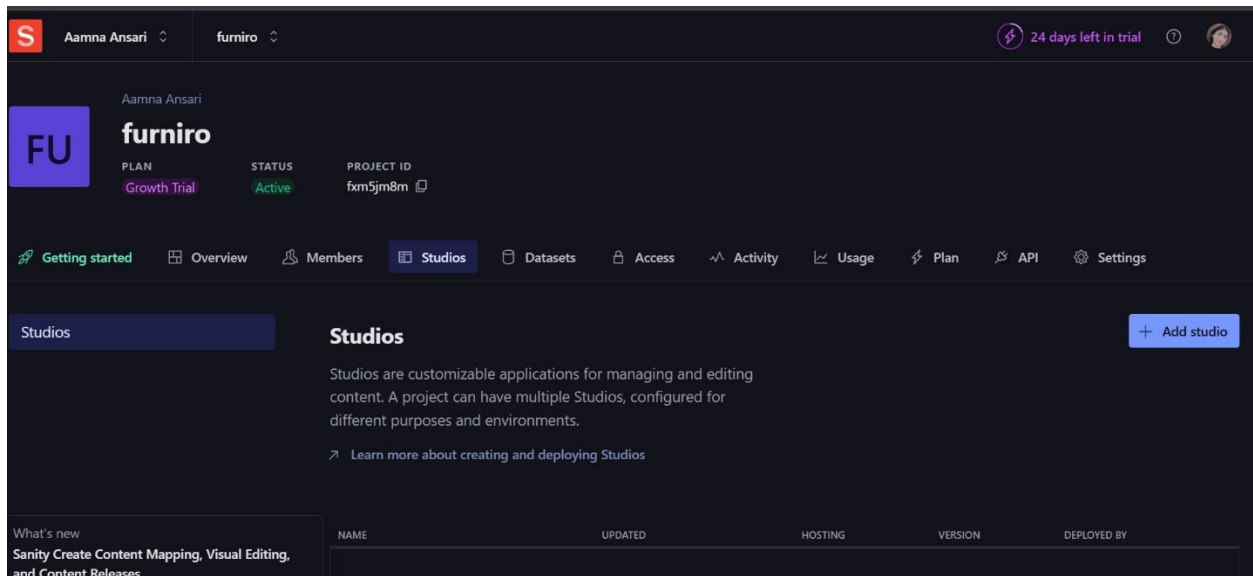 S Aamna Ansari furniro 24 days left in trial ?
Aamna Ansari
FU furniro
PLAN STATUS PROJECT ID
Growth Trial Active fxm5jm8m
Getting started Overview Members Studios Datasets Access Activity Usage Plan API Settings
Studios
Studios
+ Add studio
Studios are customizable applications for managing and editing
content. A project can have multiple Studios, configured for
different purposes and environments.
Learn more about creating and deploying Studios
What's new
Sanity Create Content Mapping, Visual Editing,
and Content Releases
NAME UPDATED HOSTING VERSION DEPLOYED BY